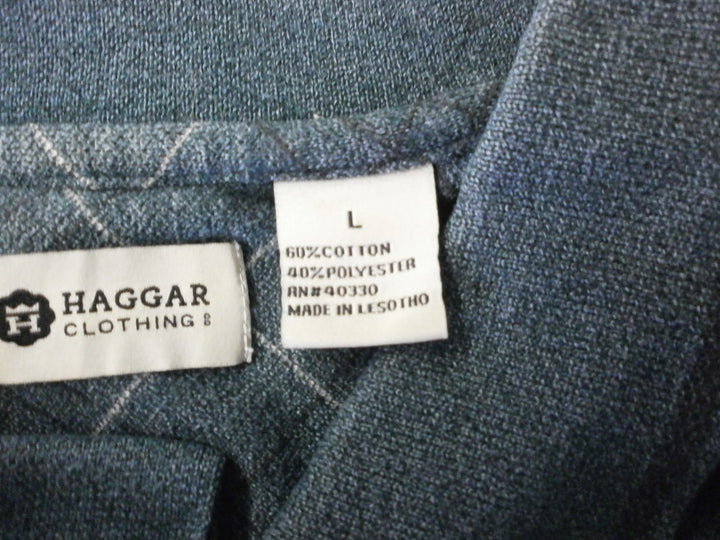 HAGGAR
CLOTHING Co
L
60%COTTON
40%POLYESTER
RN#40330
MADE IN LESOTHO